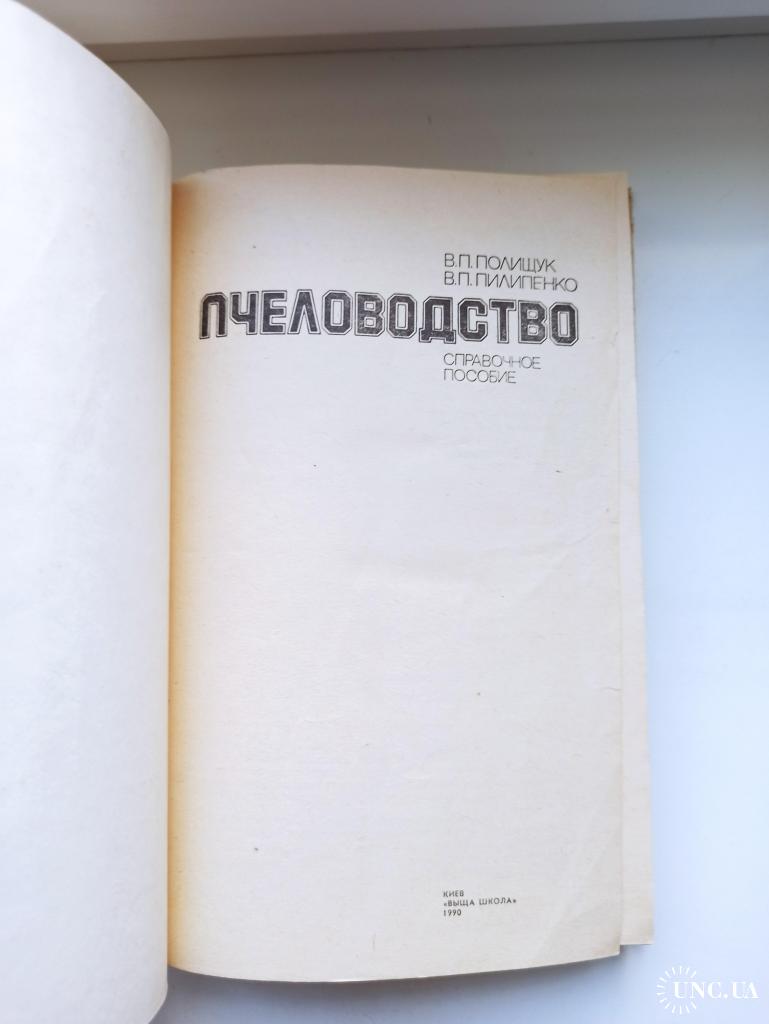 В.П. ПОЛИЩУК
В.П. ПИЛИПЕНКО
ПЧЕЛОВОДСТВО
СПРАВОЧНОЕ
ПОСОБИЕ
КИЕВ
«ВЫЩА ШКОЛА»
1990
UNC.UA